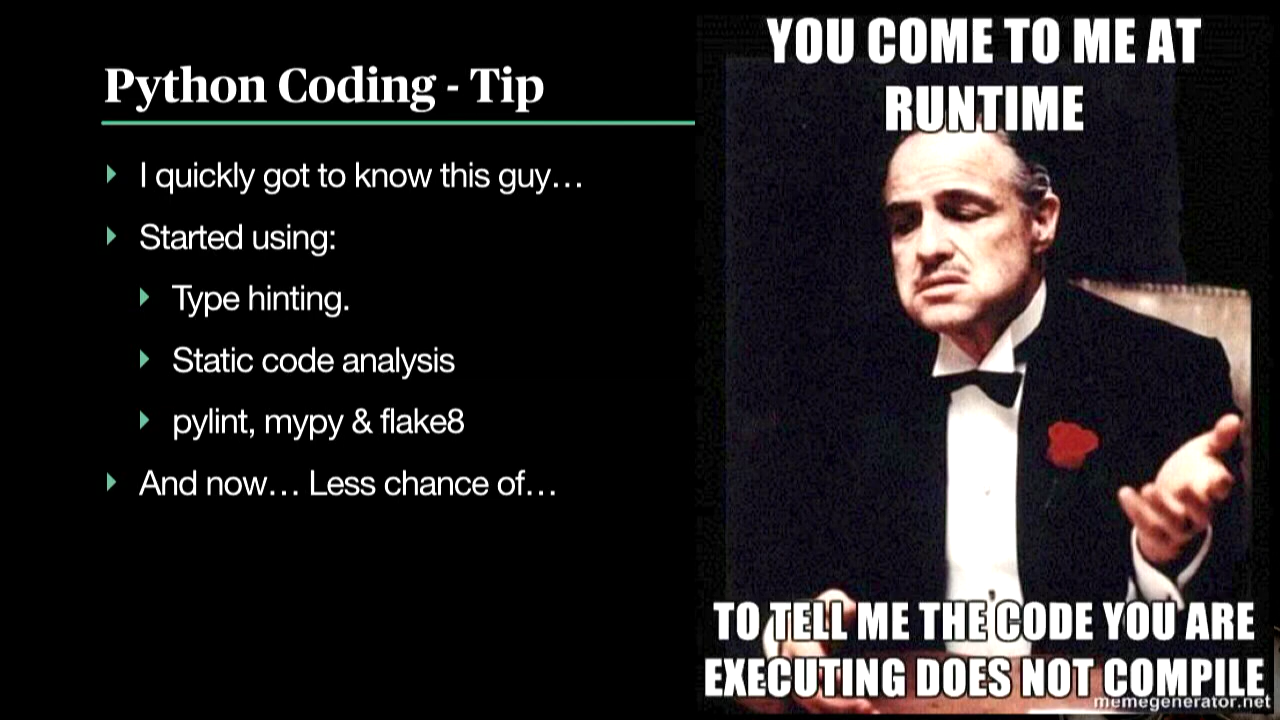 Python Coding - Tip
I quickly got to know this guy…
Started using:
Type hinting.
Static code analysis
pylint, mypy & flake8
And now… Less chance of…
YOU COME TO ME AT
RUNTIME
TO TELL ME THE CODE YOU ARE
EXECUTING DOES NOT COMPILE
memegenerator.net